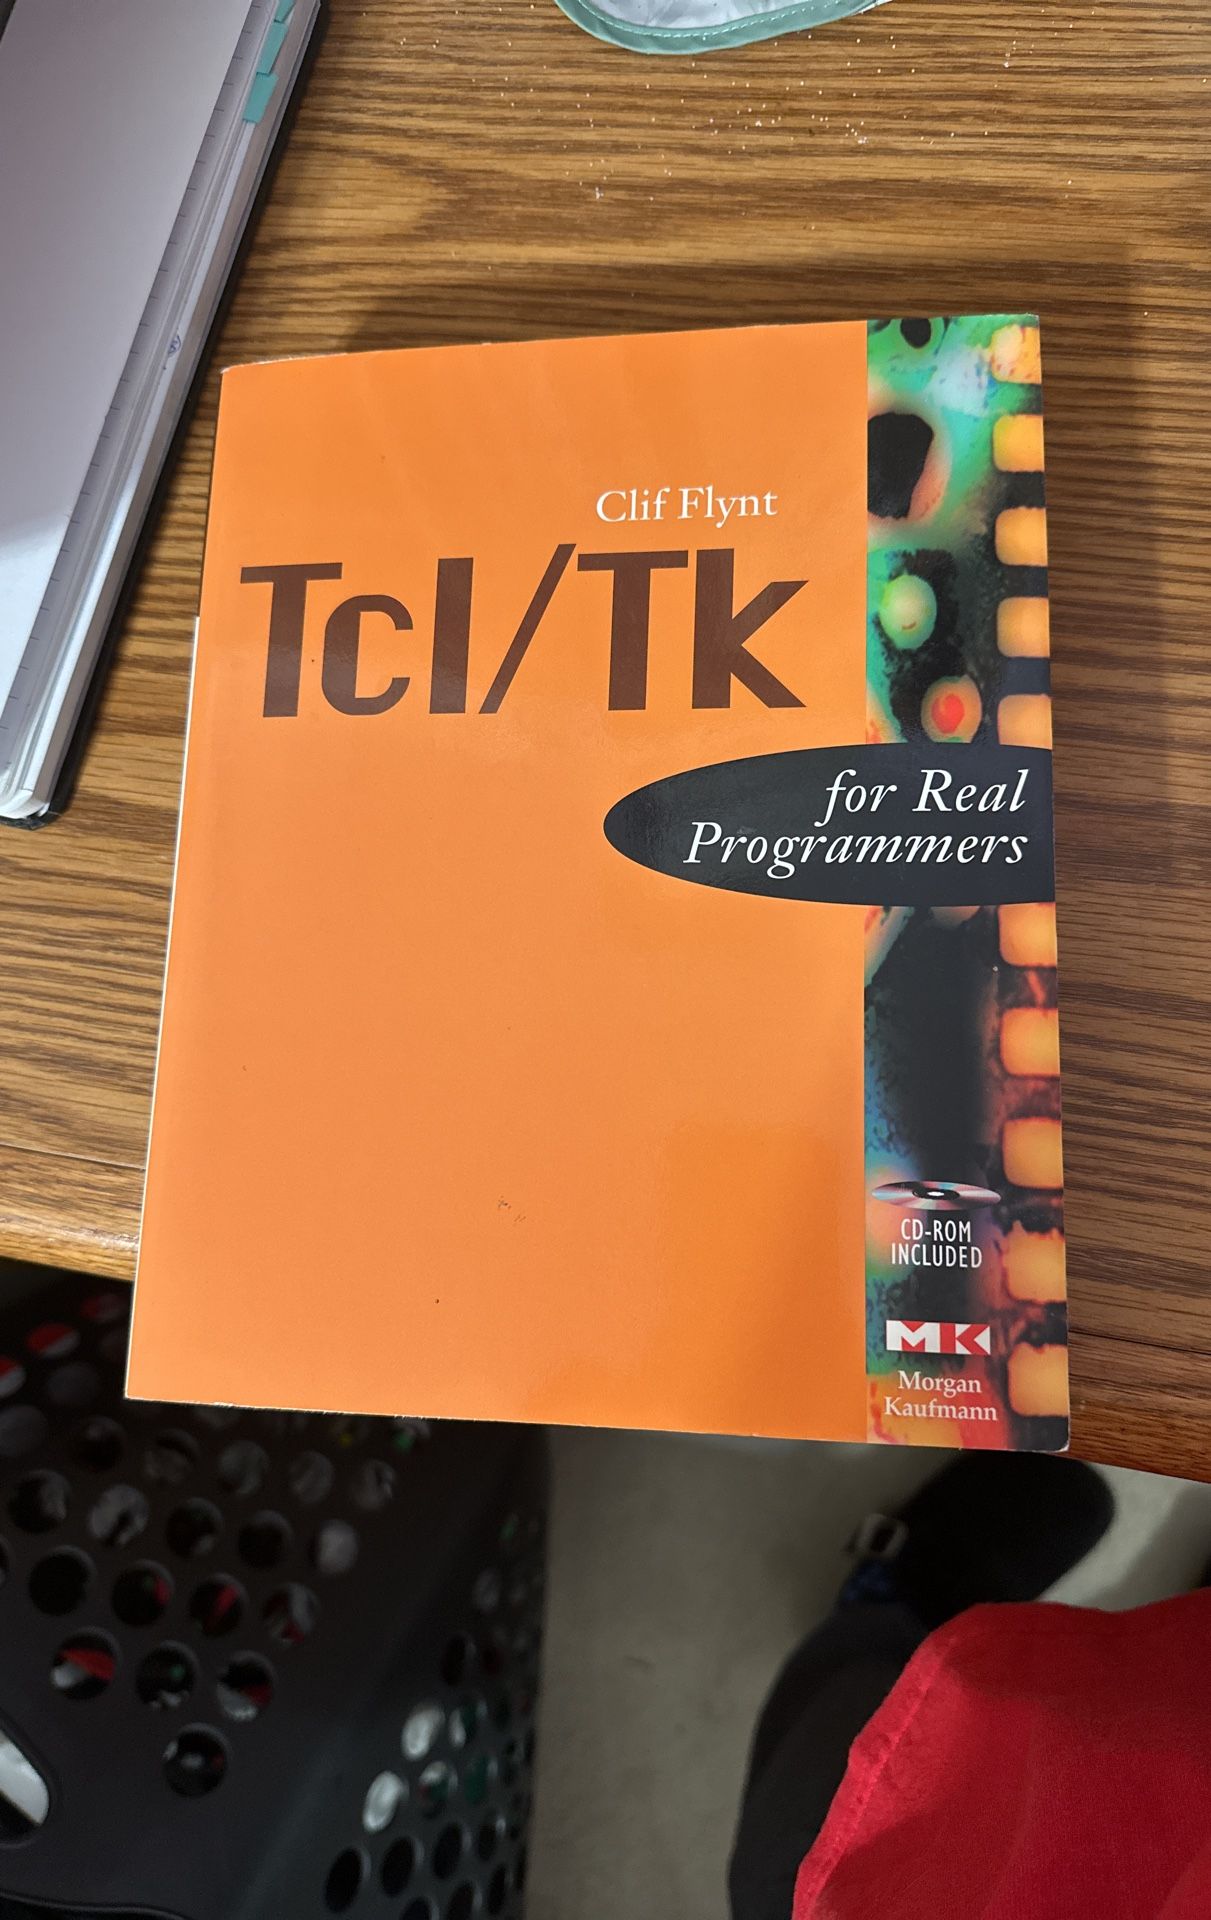 Clif Flynt
Tcl/Tk
for Real
Programmers
CD-ROM
INCLUDED
MK
Morgan
Kaufmann